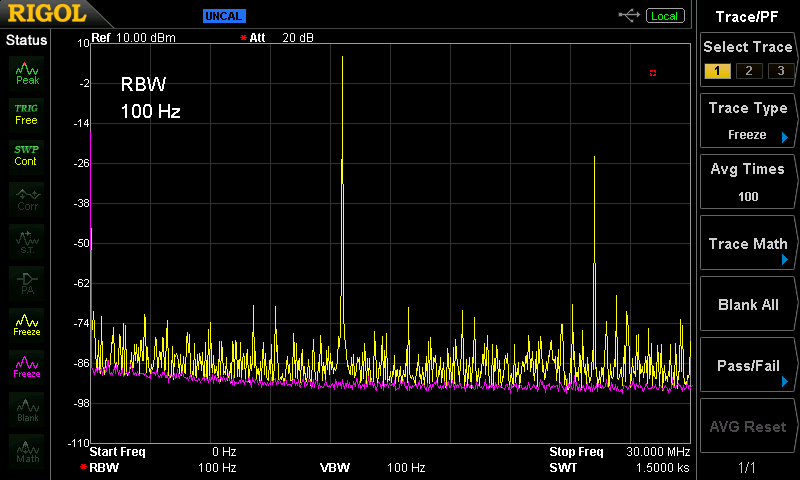 RIGOL
UNCAL
Local
Trace/PF
Status
Ref 10.00 dBm
* Att 20 dB
Peak
TRIG
Free
SWP
Cont
Corr
S.T.
PA
Freeze
Freeze
Blank
Math
10
-2
-14
-26
-38
-50
-62
-74
-86
-98
-110
RBW
100 Hz
Start Freq 0 Hz
Stop Freq 30.000 MHz
*RBW 100 Hz
VBW 100 Hz
SWT 1.5000 ks
Select Trace
1 2 3
Trace Type
Freeze
Avg Times
100
Trace Math
Blank All
Pass/Fail
AVG Reset
1/1